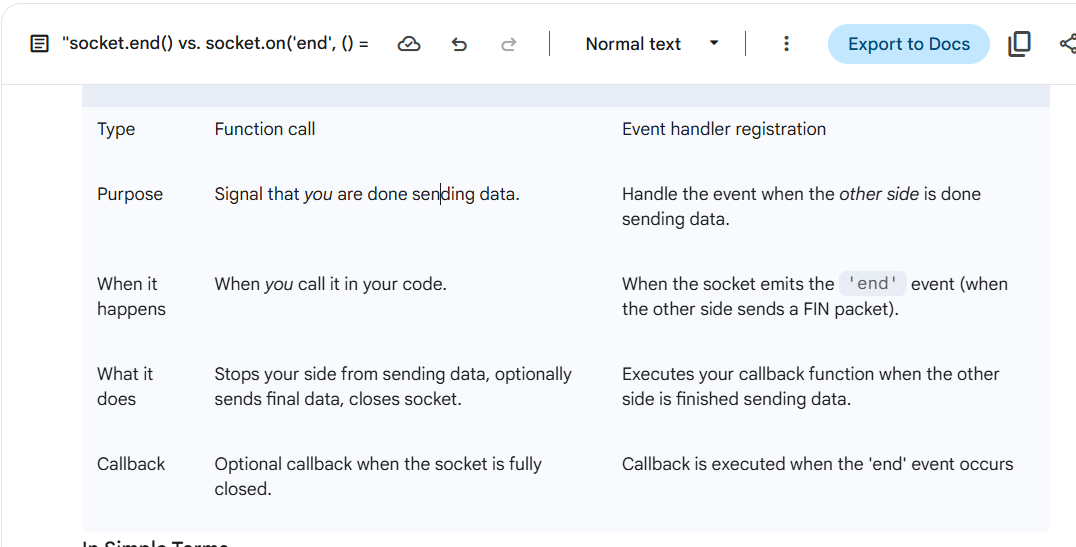 "socket.end() vs. socket.on('end', () =
Normal text
Export to Docs
Type
Function call
Event handler registration
Purpose
Signal that you are done sending data.
Handle the event when the other side is done
sending data.
When it
happens
When you call it in your code.
When the socket emits the 'end' event (when
the other side sends a FIN packet).
What it
does
Stops your side from sending data, optionally
sends final data, closes socket.
Executes your callback function when the other
side is finished sending data.
Callback
Optional callback when the socket is fully
closed.
Callback is executed when the 'end' event occurs
In Simple Terms